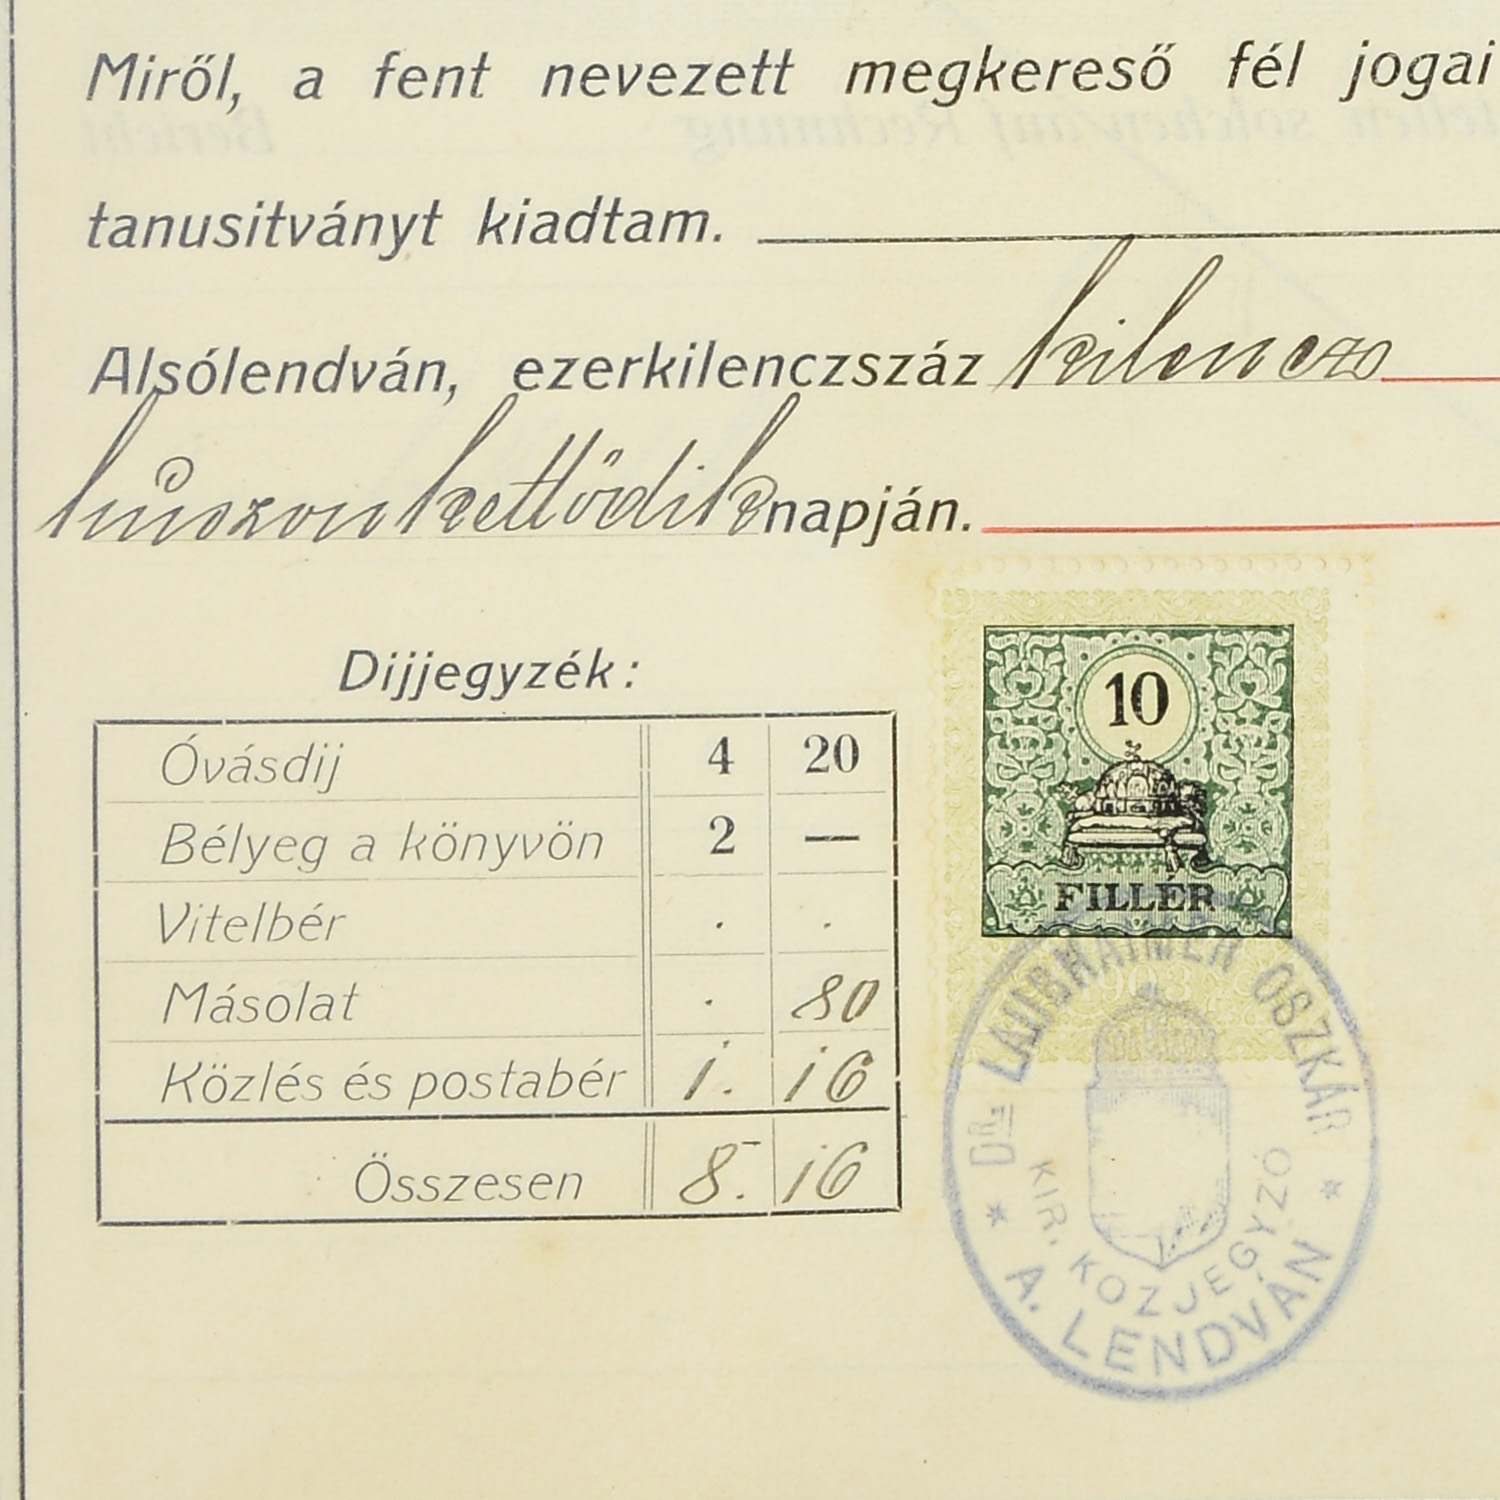 Miről, a fent nevezett megkereső fél jogai
tanusitványt kiadtam.
Alsólendván, ezerkilenczszáz kilencz
huszonkettődik napján.
Dijjegyzék:
Óvásdij 4 20
Bélyeg a könyvön 2 —
Vitelbér . .
Másolat . 80
Közlés és postabér 1. 16
Összesen 8. 16
10
FILLÉR
1903
DR. LAUBHAIMER OSZKÁR
KIR. KÖZJEGYZŐ
* A. LENDVÁN *